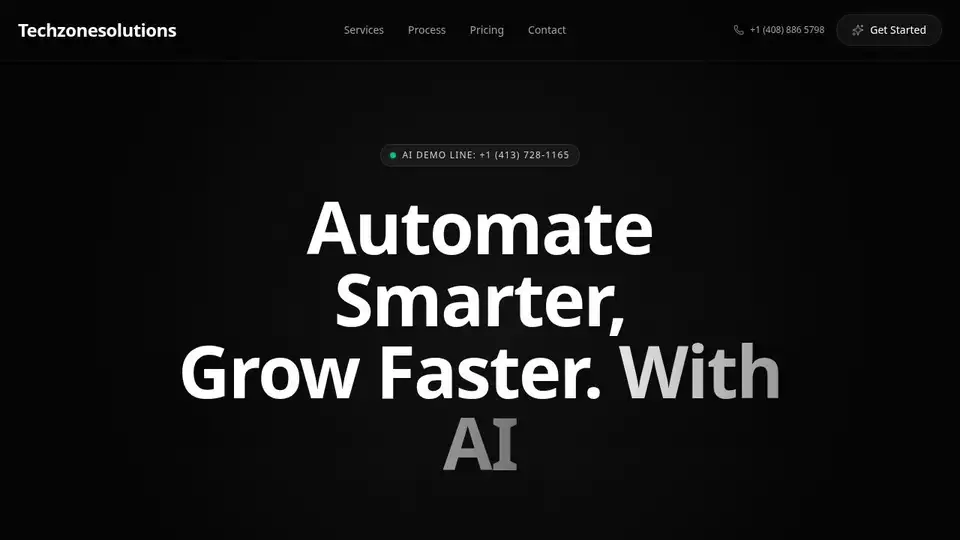 Techzonesolutions
Services
Process
Pricing
Contact
+1 (408) 886 5798
Get Started
AI DEMO LINE: +1 (413) 728-1165
Automate
Smarter,
Grow Faster. With
AI